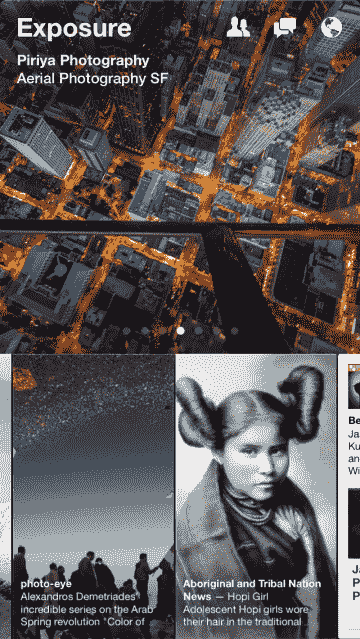 Exposure
Piriya Photography
Aerial Photography SF
photo-eye
Alexandros Demetriades'
incredible series on the Arab
Spring revolution "Color of
Aboriginal and Tribal Nation
News — Hopi Girl
Adolescent Hopi girls wore
their hair in the traditional
Be
Ja
Ku
an
Wi
Ja
P
P